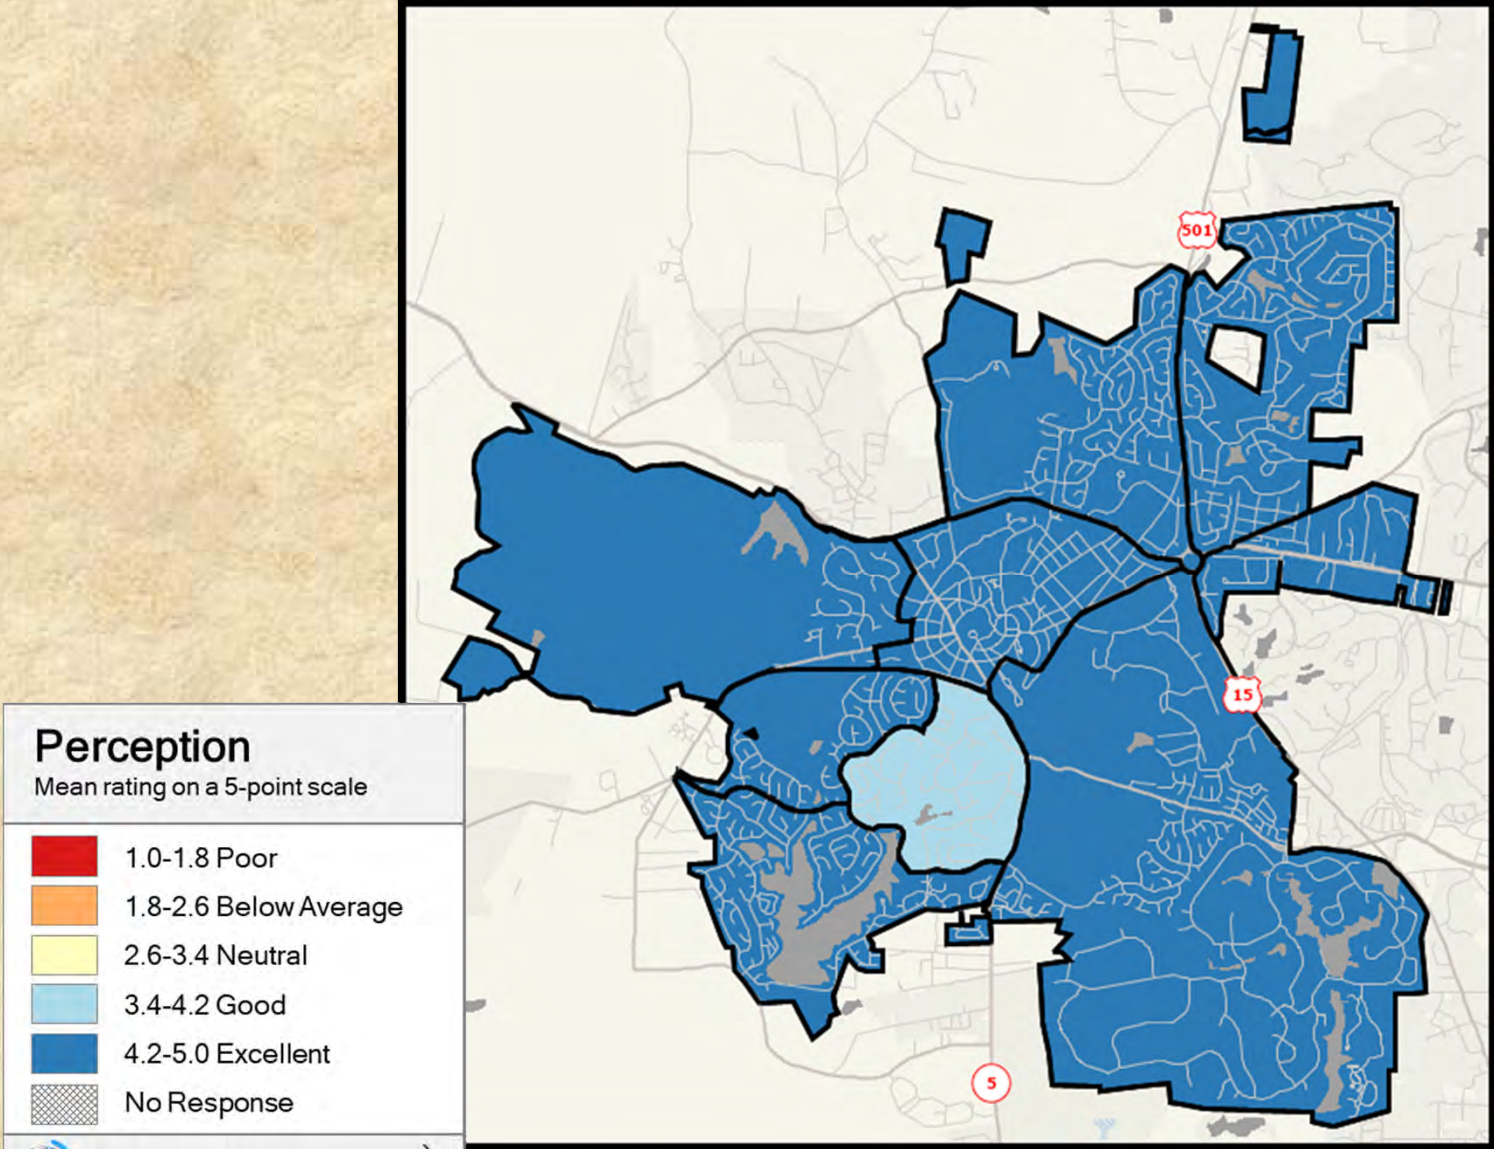 501
15
5
Perception
Mean rating on a 5-point scale
1.0-1.8 Poor
1.8-2.6 Below Average
2.6-3.4 Neutral
3.4-4.2 Good
4.2-5.0 Excellent
No Response